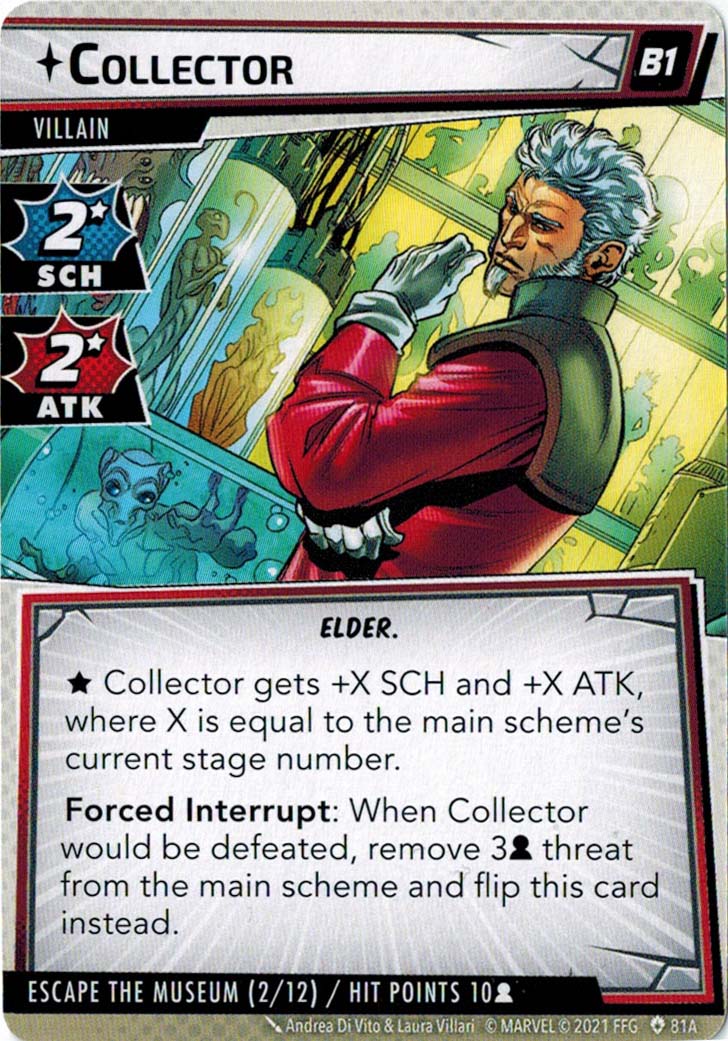 COLLECTOR
B1
VILLAIN
2★
SCH
2★
ATK
ELDER.
★ Collector gets +X SCH and +X ATK,
where X is equal to the main scheme's
current stage number.
Forced Interrupt: When Collector
would be defeated, remove 3 threat
from the main scheme and flip this card
instead.
ESCAPE THE MUSEUM (2/12) / HIT POINTS 10
Andrea Di Vito & Laura Villari © MARVEL © 2021 FFG 81A